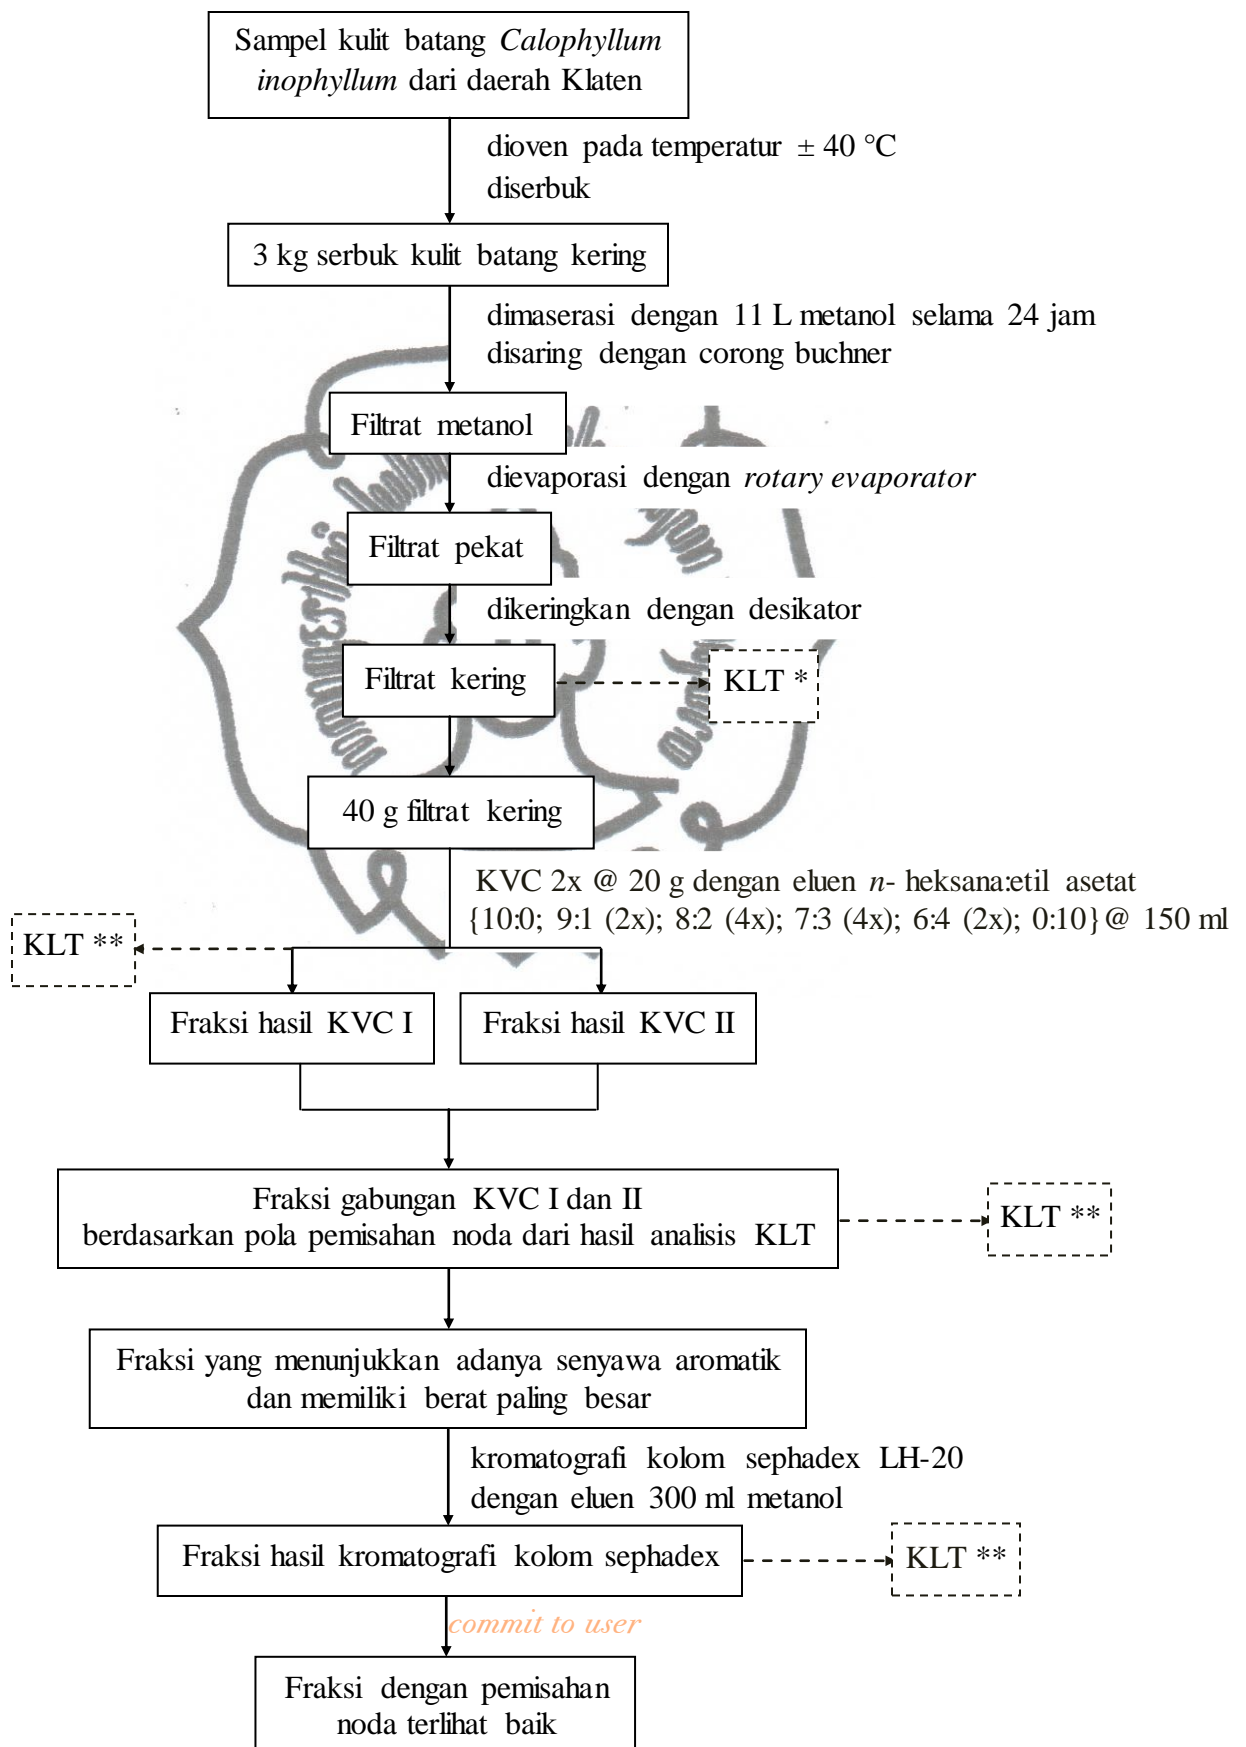 Sampel kulit batang Calophyllum
inophyllum dari daerah Klaten
dioven pada temperatur ± 40 °C
diserbuk
3 kg serbuk kulit batang kering
dimaserasi dengan 11 L metanol selama 24 jam
disaring dengan corong buchner
Filtrat metanol
dievaporasi dengan rotary evaporator
Filtrat pekat
dikeringkan dengan desikator
Filtrat kering
KLT *
40 g filtrat kering
KVC 2x @ 20 g dengan eluen n- heksana:etil asetat
{10:0; 9:1 (2x); 8:2 (4x); 7:3 (4x); 6:4 (2x); 0:10}@ 150 ml
KLT **
Fraksi hasil KVC I
Fraksi hasil KVC II
Fraksi gabungan KVC I dan II
berdasarkan pola pemisahan noda dari hasil analisis KLT
KLT **
Fraksi yang menunjukkan adanya senyawa aromatik
dan memiliki berat paling besar
kromatografi kolom sephadex LH-20
dengan eluen 300 ml metanol
Fraksi hasil kromatografi kolom sephadex
KLT **
commit to user
Fraksi dengan pemisahan
noda terlihat baik